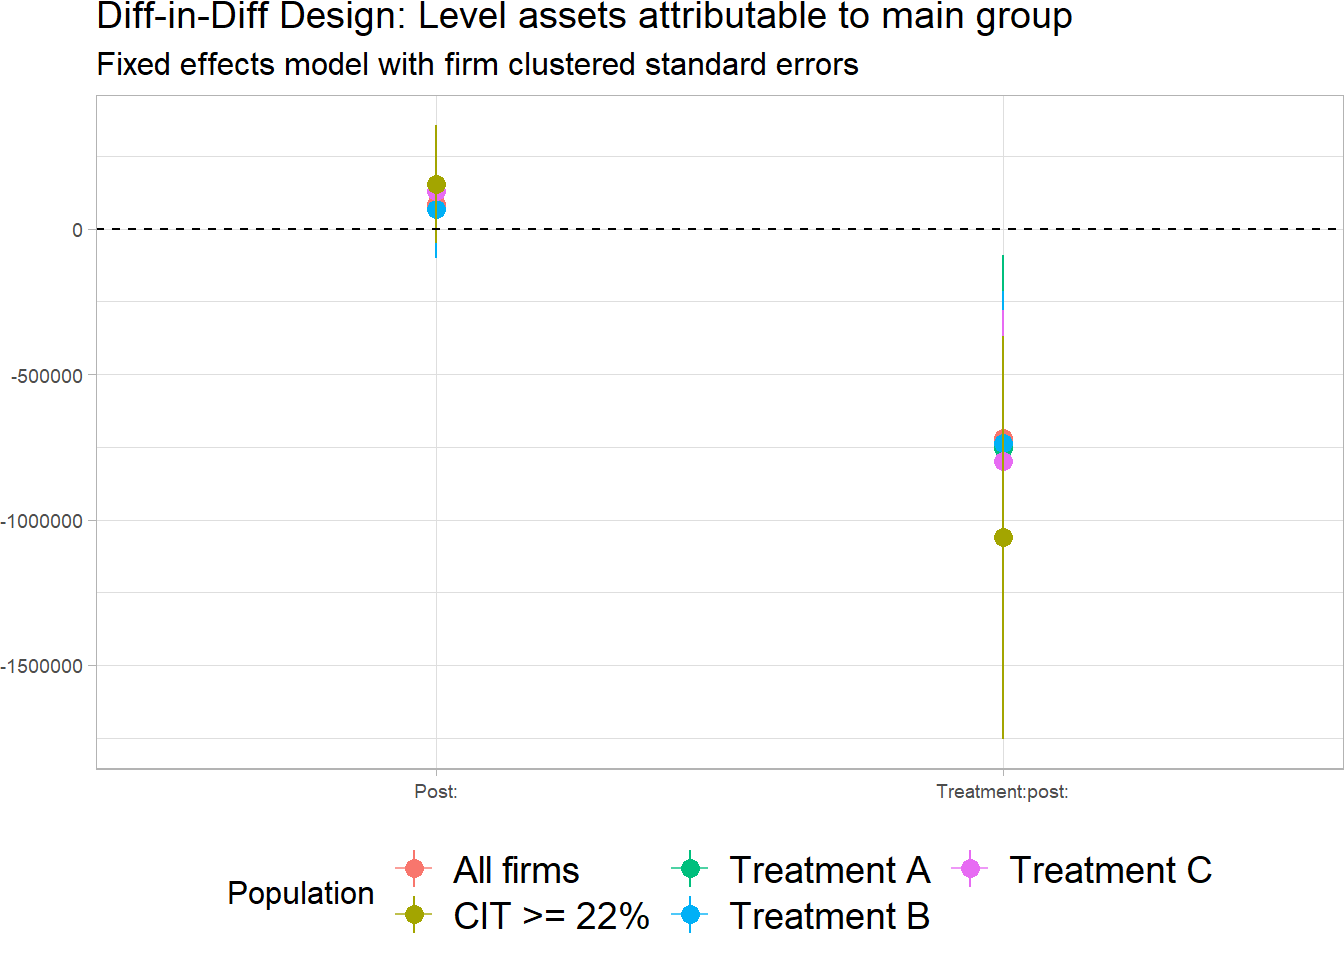 Diff-in-Diff Design: Level assets attributable to main group
Fixed effects model with firm clustered standard errors
0
-500000
-1000000
-1500000
Post:
Treatment:post:
Population
All firms
Treatment A
Treatment C
CIT >= 22%
Treatment B